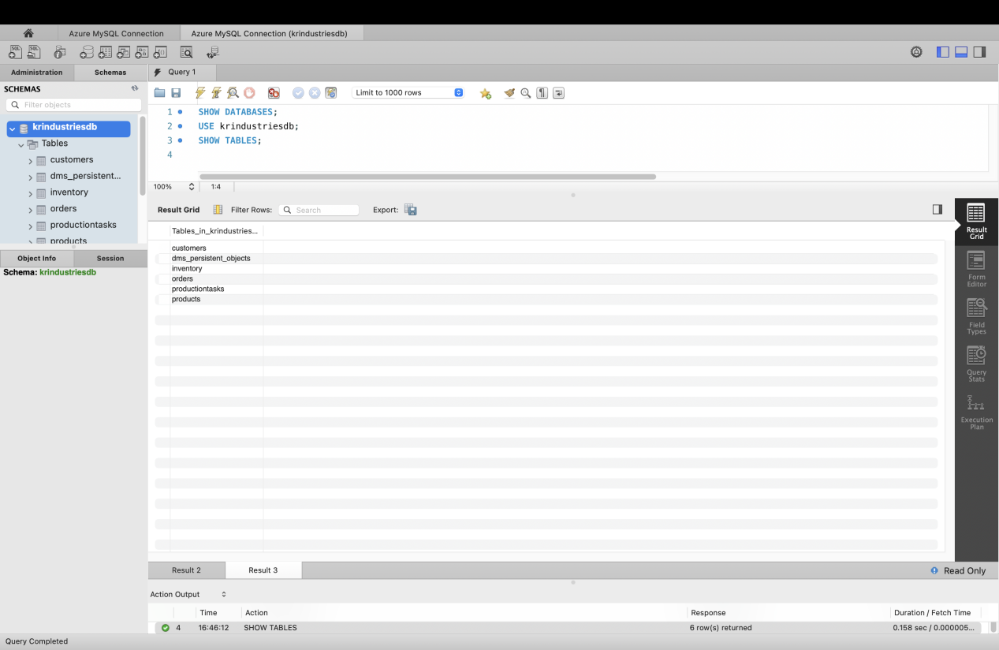 Azure MySQL Connection
Azure MySQL Connection (krindustriesdb)
SQL SQL
Administration
Schemas
Query 1
SCHEMAS
Filter objects
krindustriesdb
Tables
customers
dms_persistent...
inventory
orders
productiontasks
products
Object Info
Session
Schema: krindustriesdb
Limit to 1000 rows
1 SHOW DATABASES;
2 USE krindustriesdb;
3 SHOW TABLES;
4
100% 1:4
Result Grid Filter Rows: Search Export:
Tables_in_krindustries...
customers
dms_persistent_objects
inventory
orders
productiontasks
products
Result
Grid
Form
Editor
Field
Types
Query
Stats
Execution
Plan
Result 2
Result 3
Read Only
Action Output
Time Action Response Duration / Fetch Time
4 16:46:12 SHOW TABLES 6 row(s) returned 0.158 sec / 0.000005...
Query Completed